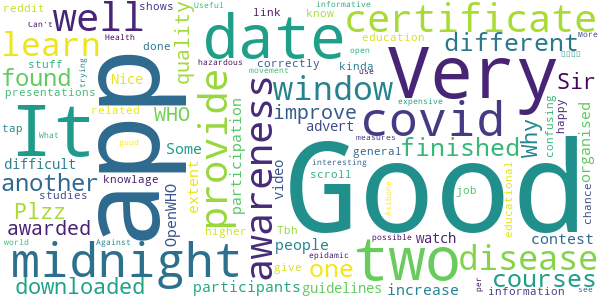 reddit
Can't
Health
shows
link
know
Useful
informative
More
well
date
certificate
learn
stuff
done
quality
hazardous
movement
correctly
kinda
education
open
use
different
found
trying
Nice
presentations
related
app
It
WHO
tap
What
good
Very
window
covid
expensive
Sir
improve
advert
measures
general
Why
confusing
happy
organised
chance
difficult
Some
provide
participation
awareness
video
finished
interesting
scroll
another
knowlage
extent
Good
job
educational
studies
OpenWHO
Plzz
awarded
higher
Tbh
people
possible
watch
contest
world
Against
epidamic
midnight
give
one
two
disease
downloaded
participants
guidelines
increase
per
information
see
courses